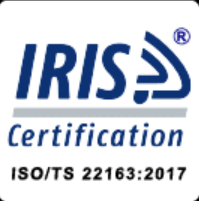 IRIS ®
Certification
ISO/TS 22163:2017